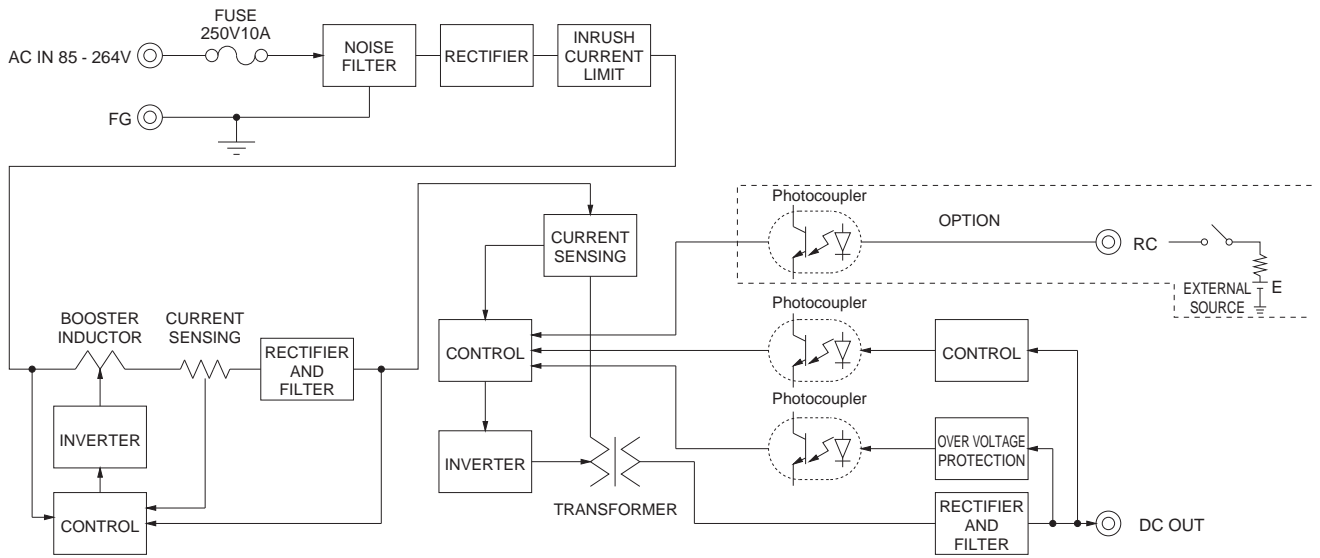 FUSE
250V10A
AC IN 85 - 264V
NOISE
FILTER
RECTIFIER
INRUSH
CURRENT
LIMIT
FG
Photocoupler
OPTION
RC
E
EXTERNAL
SOURCE
CURRENT
SENSING
BOOSTER
INDUCTOR
CURRENT
SENSING
RECTIFIER
AND
FILTER
CONTROL
Photocoupler
CONTROL
Photocoupler
INVERTER
INVERTER
OVER VOLTAGE
PROTECTION
TRANSFORMER
CONTROL
RECTIFIER
AND
FILTER
DC OUT